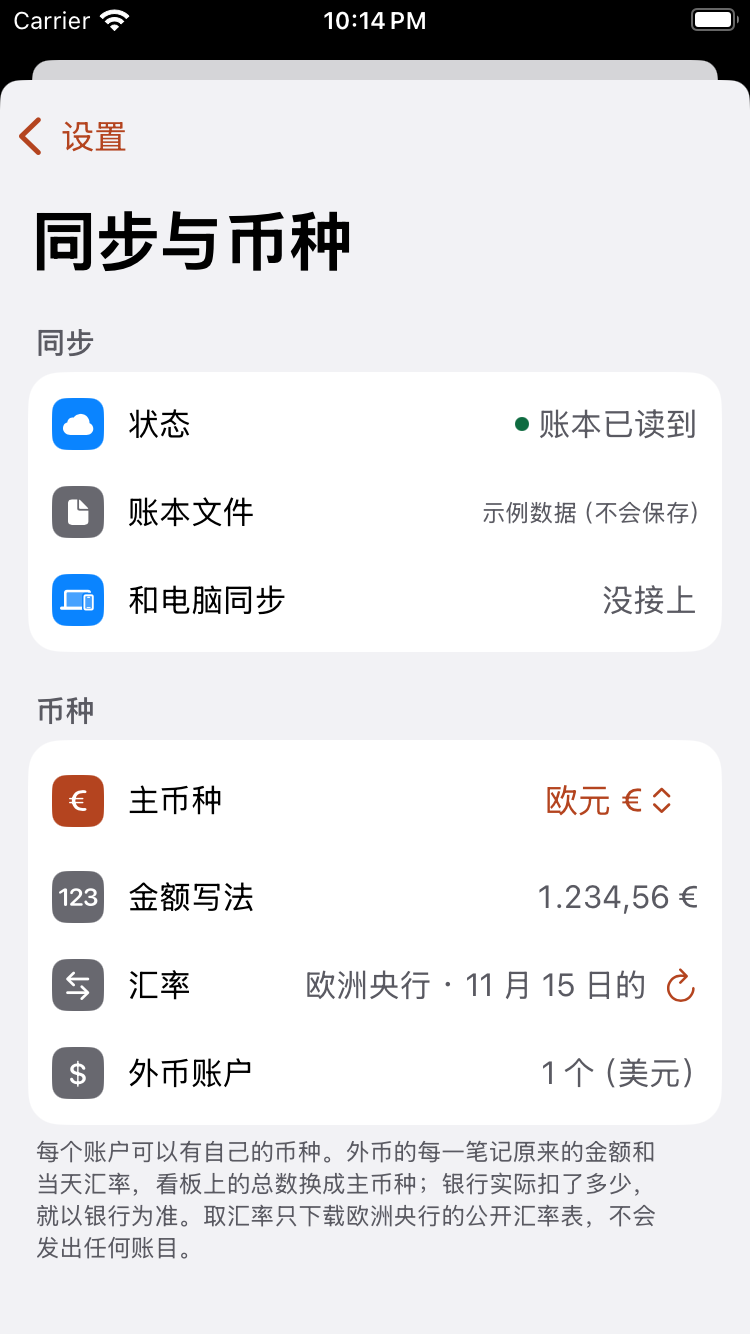 Carrier 10:14 PM
设置
同步与币种
同步
状态 账本已读到
账本文件 示例数据（不会保存）
和电脑同步 没接上
币种
€ 主币种 欧元 €
123 金额写法 1.234,56 €
汇率 欧洲央行 · 11 月 15 日的
$ 外币账户 1 个（美元）
每个账户可以有自己的币种。外币的每一笔记原来的金额和
当天汇率，看板上的总数换成主币种；银行实际扣了多少，
就以银行为准。取汇率只下载欧洲央行的公开汇率表，不会
发出任何账目。